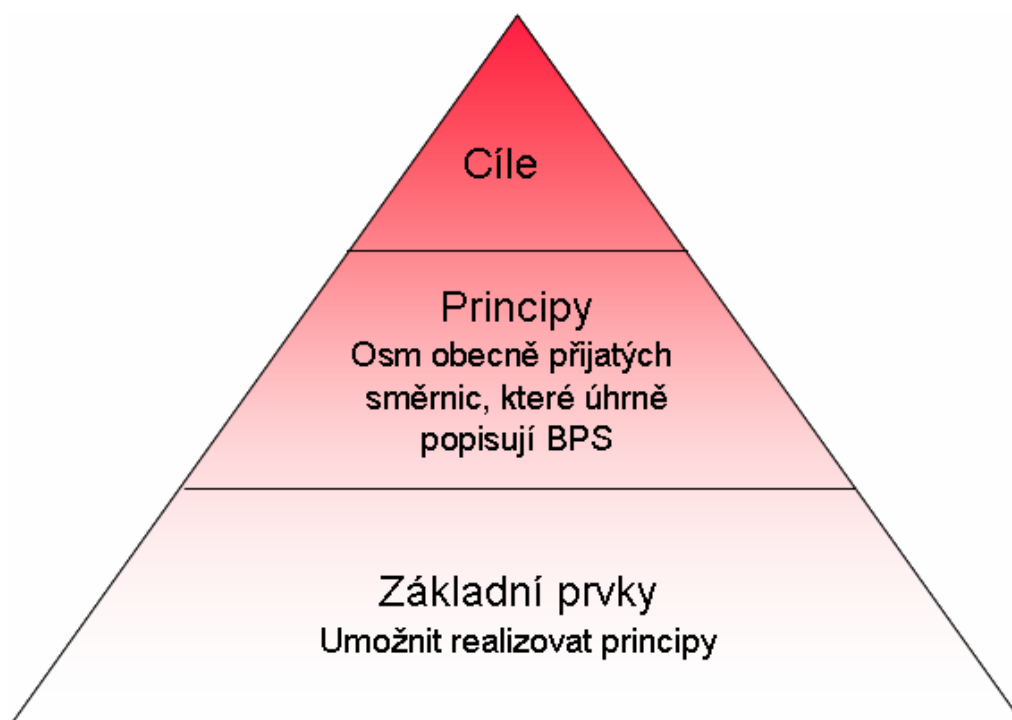 Cíle
Principy
Osm obecně přijatých
směrnic, které úhrně
popisují BPS
Základní prvky
Umožnit realizovat principy